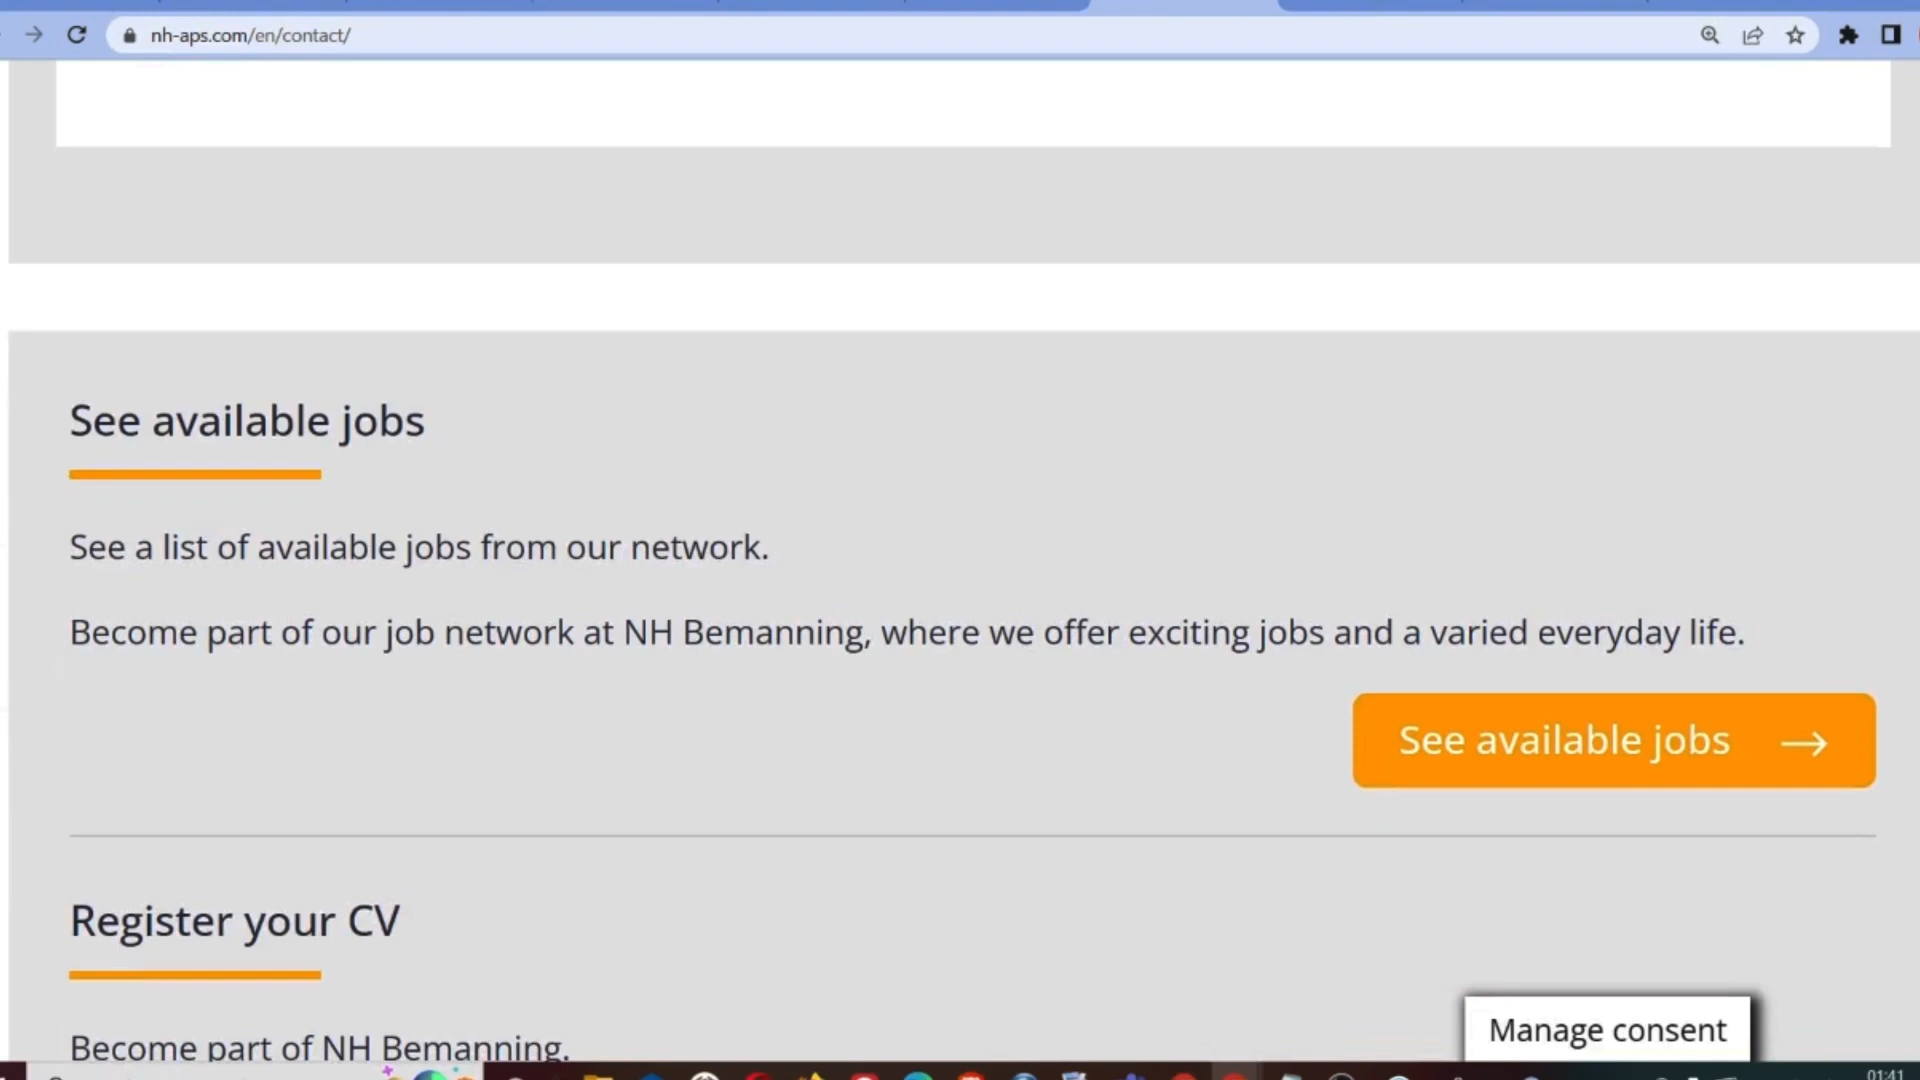 nh-aps.com/en/contact/
See available jobs
See a list of available jobs from our network.
Become part of our job network at NH Bemanning, where we offer exciting jobs and a varied everyday life.
See available jobs →
Register your CV
Manage consent
Become part of NH Bemanning.
01:41